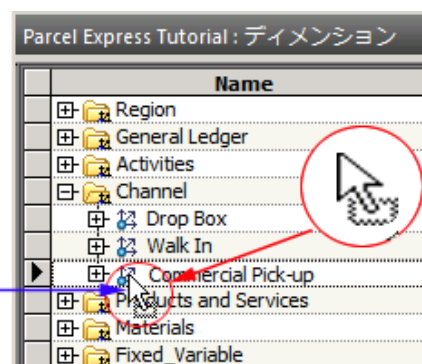 Parcel Express Tutorial : ディメンション
Name
Region
General Ledger
Activities
Channel
Drop Box
Walk In
Commercial Pick-up
Products and Services
Materials
Fixed_Variable